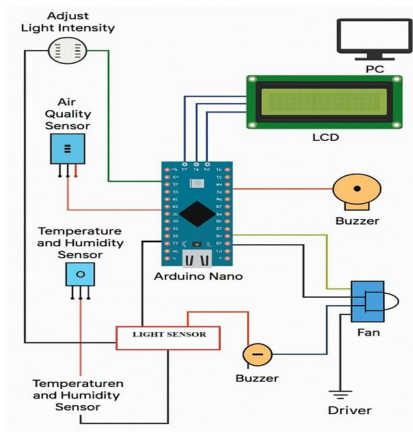 Adjust
Light Intensity
PC
Air
Quality
Sensor
LCD
Buzzer
Temperature
and Humidity
Sensor
Arduino Nano
LIGHT SENSOR
Fan
Buzzer
Temperaturen
and Humidity
Sensor
Driver